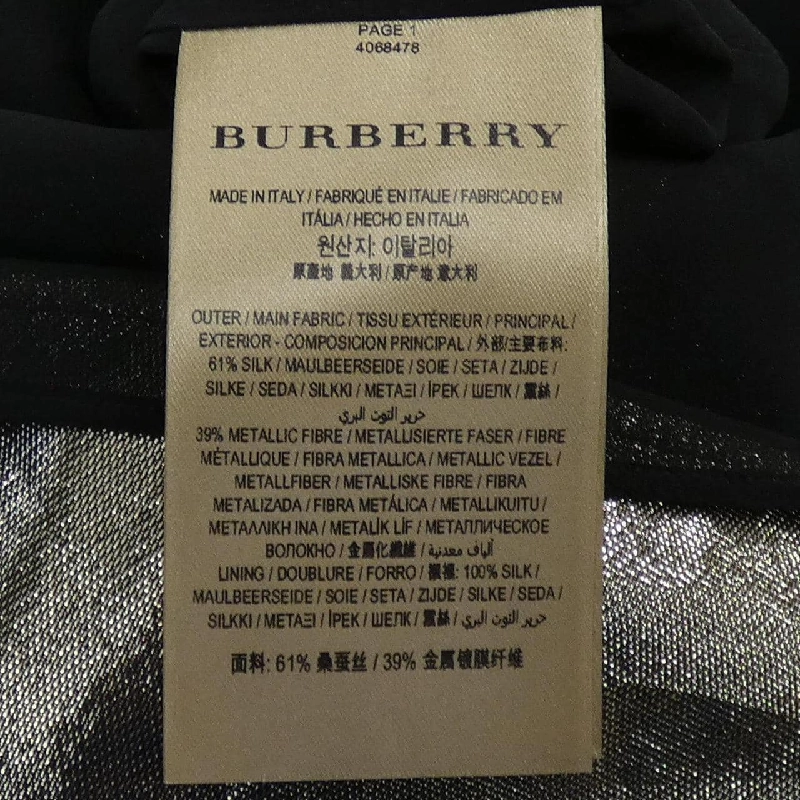 PAGE 1
4068478
BURBERRY
MADE IN ITALY / FABRIQUÉ EN ITALIE / FABRICADO EM
ITÁLIA / HECHO EN ITALIA
원산지: 이탈리아
原產地 義大利 / 原产地 意大利
OUTER / MAIN FABRIC / TISSU EXTÉRIEUR / PRINCIPAL /
EXTERIOR - COMPOSICION PRINCIPAL / 外部/主要布料:
61% SILK / MAULBEERSEIDE / SOIE / SETA / ZIJDE /
SILKE / SEDA / SILKKI / ΜΕΤΑΞΙ / İPEK / ШЕЛК / 蠶絲 /
حرير التوت البري
39% METALLIC FIBRE / METALLISIERTE FASER / FIBRE
MÉTALLIQUE / FIBRA METALLICA / METALLIC VEZEL /
METALLFIBER / METALLISKE FIBRE / FIBRA
METALIZADA / FIBRA METÁLICA / METALLIKUITU /
ΜΕΤΑΛΛΙΚΗ ΙΝΑ / METALİK LİF / МЕТАЛЛИЧЕСКОЕ
ВОЛОКНО / 金屬化纖維 / ألياف معدنية
LINING / DOUBLURE / FORRO / 襯裡: 100% SILK /
MAULBEERSEIDE / SOIE / SETA / ZIJDE / SILKE / SEDA /
SILKKI / ΜΕΤΑΞΙ / İPEK / ШЕЛК / 蠶絲 / حرير التوت البري
面料: 61% 桑蚕丝 / 39% 金属镀膜纤维